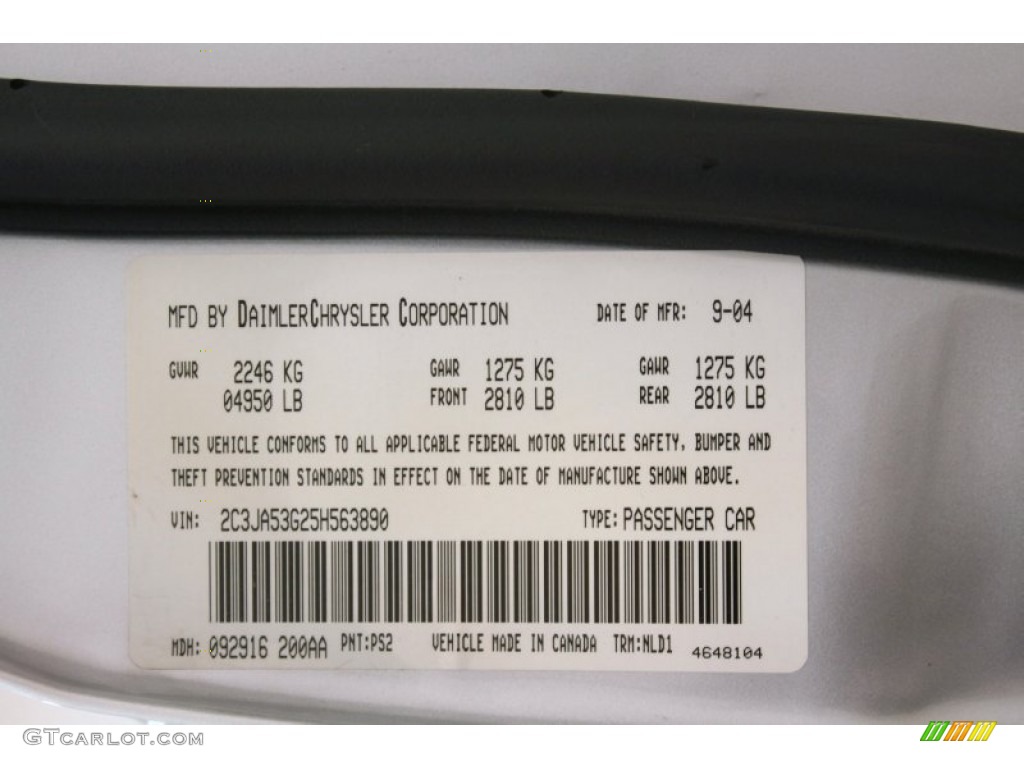 MFD BY DAIMLERCHRYSLER CORPORATION DATE OF MFR: 9-04
GVWR 2246 KG GAWR 1275 KG GAWR 1275 KG
04950 LB FRONT 2810 LB REAR 2810 LB
THIS VEHICLE CONFORMS TO ALL APPLICABLE FEDERAL MOTOR VEHICLE SAFETY, BUMPER AND
THEFT PREVENTION STANDARDS IN EFFECT ON THE DATE OF MANUFACTURE SHOWN ABOVE.
VIN: 2C3JA53G25H563890 TYPE: PASSENGER CAR
MDH: 092916 200AA PNT:PS2 VEHICLE MADE IN CANADA TRM:NLD1 4648104
GTCARLOT.COM